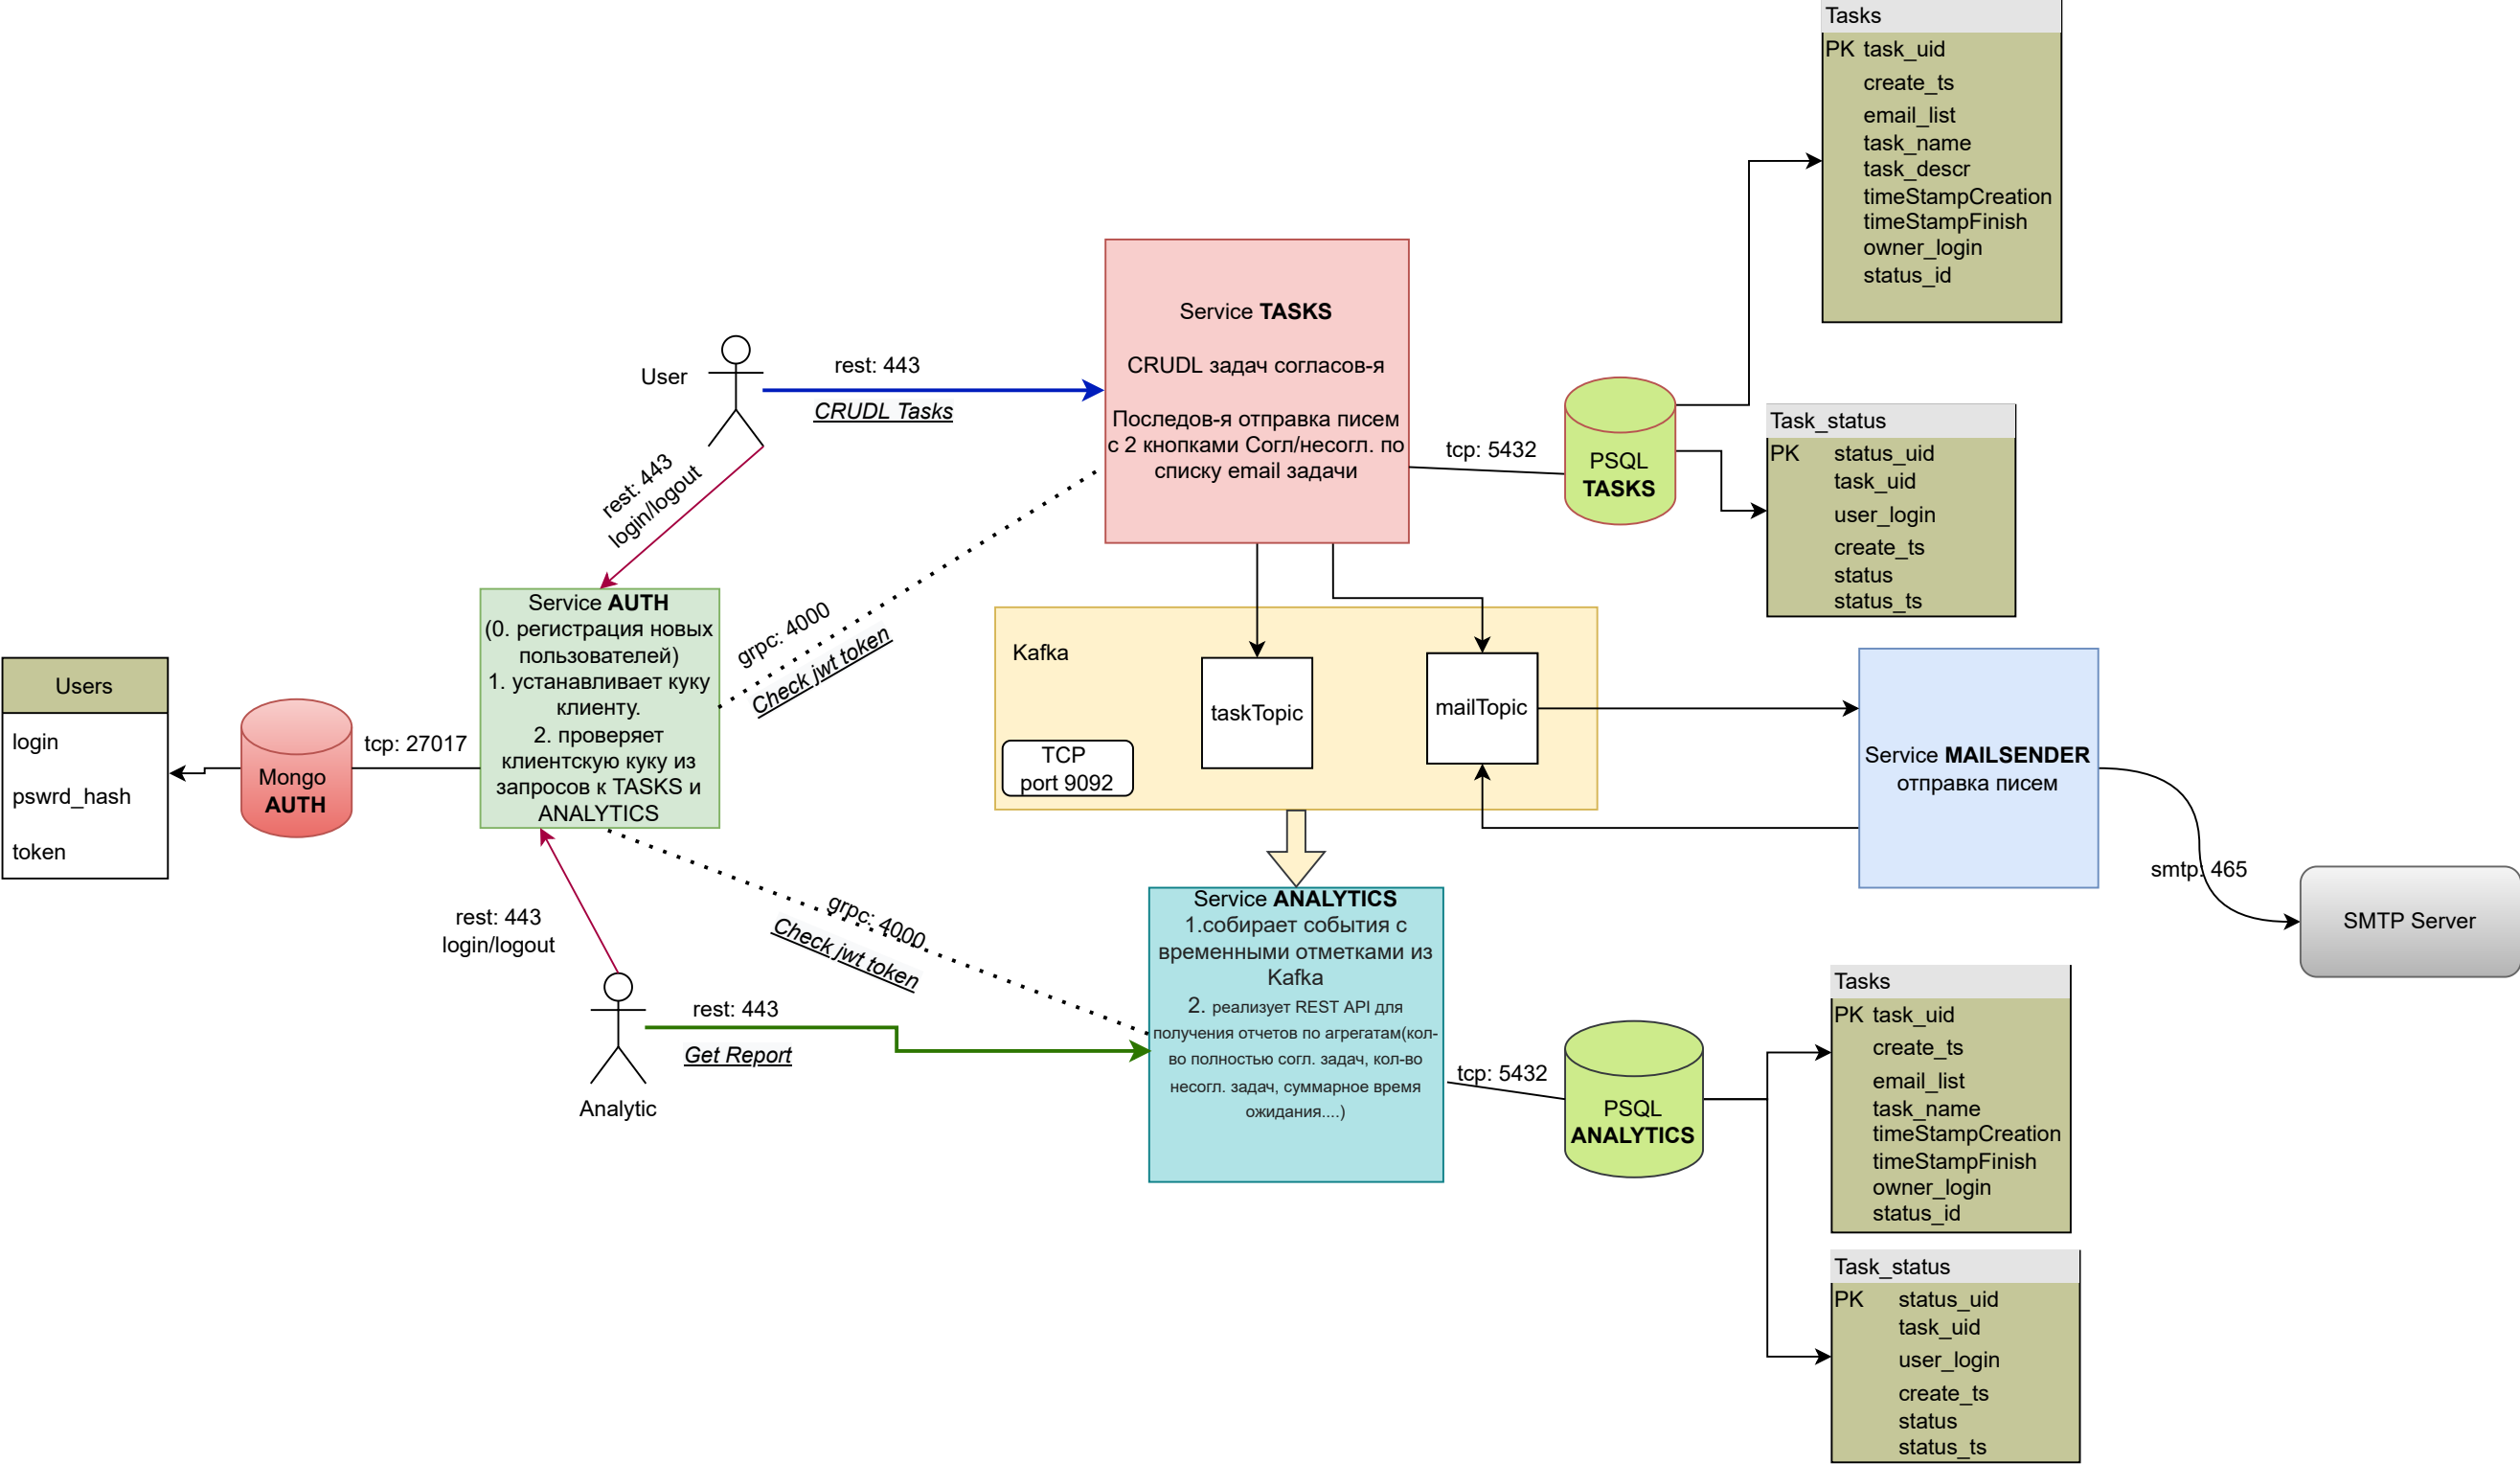 Tasks
PK task_uid
create_ts
email_list
task_name
task_descr
timeStampCreation
timeStampFinish
owner_login
status_id
Service TASKS
CRUDL задач согласов-я
Последов-я отправка писем
с 2 кнопками Согл/несогл. по
списку email задачи
User
rest: 443
CRUDL Tasks
rest: 443
login/logout
tcp: 5432
PSQL
TASKS
Task_status
PK status_uid
task_uid
user_login
create_ts
status
status_ts
Service AUTH
(0. регистрация новых
пользователей)
1. устанавливает куку
клиенту.
2. проверяет
клиентскую куку из
запросов к TASKS и
ANALYTICS
grpc: 4000
Check jwt token
Users
login
pswrd_hash
token
Mongo
AUTH
tcp: 27017
Kafka
TCP
port 9092
taskTopic
mailTopic
Service MAILSENDER
отправка писем
smtp: 465
SMTP Server
rest: 443
login/logout
grpc: 4000
Check jwt token
Analytic
rest: 443
Get Report
Service ANALYTICS
1.собирает события с
временными отметками из
Kafka
2. реализует REST API для
получения отчетов по агрегатам(кол-
во полностью согл. задач, кол-во
несогл. задач, суммарное время
ожидания....)
tcp: 5432
PSQL
ANALYTICS
Tasks
PK task_uid
create_ts
email_list
task_name
timeStampCreation
timeStampFinish
owner_login
status_id
Task_status
PK status_uid
task_uid
user_login
create_ts
status
status_ts